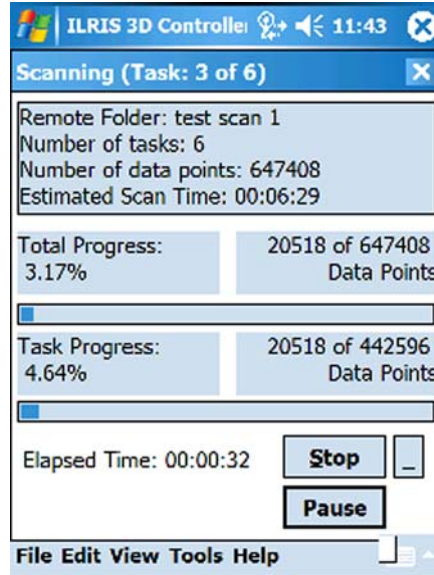 ILRIS 3D Controller 11:43
Scanning (Task: 3 of 6)
Remote Folder: test scan 1
Number of tasks: 6
Number of data points: 647408
Estimated Scan Time: 00:06:29
Total Progress: 20518 of 647408
3.17% Data Points
Task Progress: 20518 of 442596
4.64% Data Points
Elapsed Time: 00:00:32 Stop _
Pause
File Edit View Tools Help